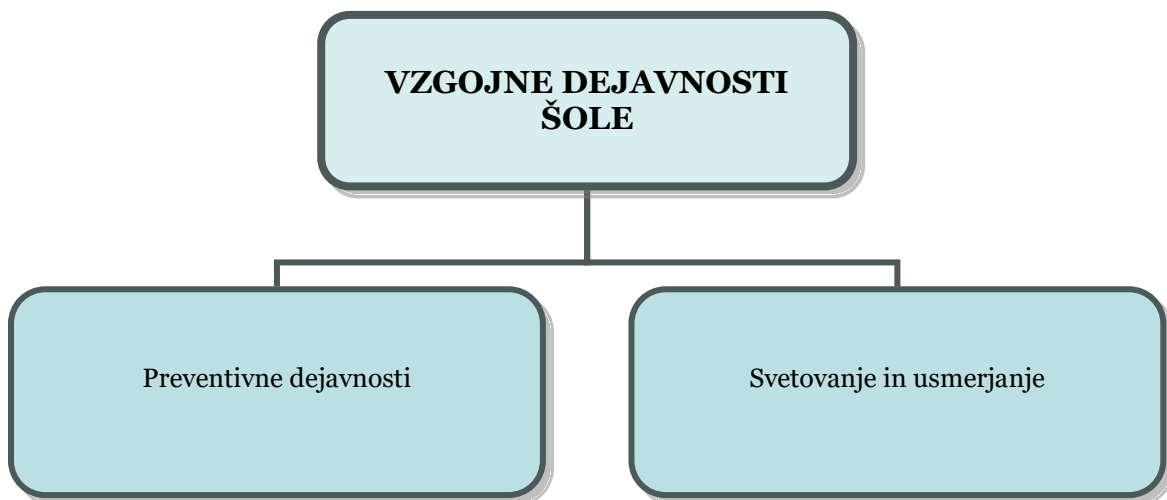 VZGOJNE DEJAVNOSTI
ŠOLE
Preventivne dejavnosti
Svetovanje in usmerjanje